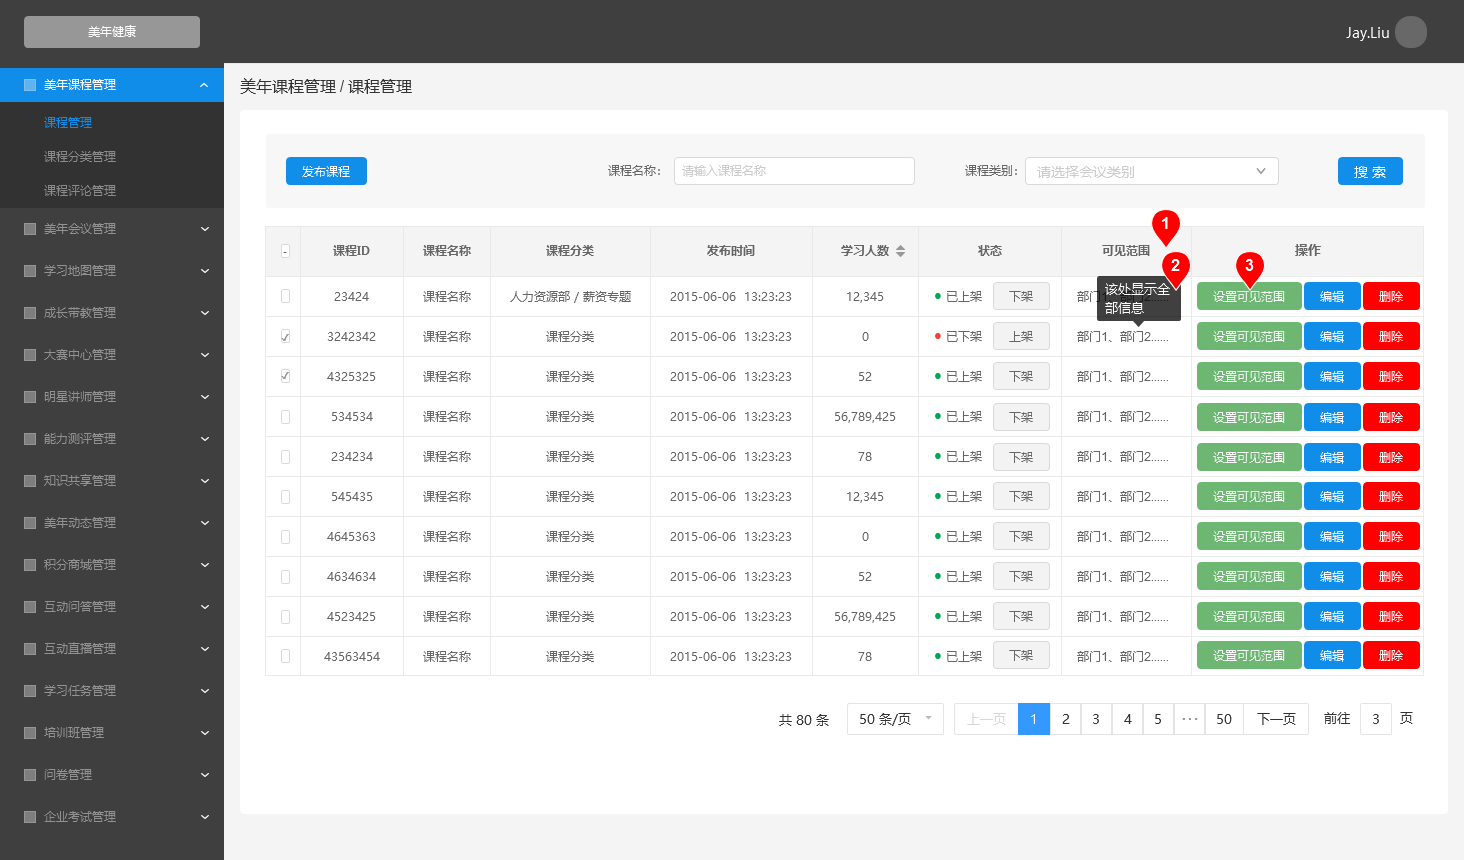 美年健康
Jay.Liu
美年课程管理
课程管理
课程分类管理
课程评论管理
美年会议管理
学习地图管理
成长带教管理
大赛中心管理
明星讲师管理
能力测评管理
知识共享管理
美年动态管理
积分商城管理
互动问答管理
互动直播管理
学习任务管理
培训班管理
问卷管理
企业考试管理
美年课程管理 / 课程管理
发布课程 课程名称: 请输入课程名称 课程类别: 请选择会议类别 搜 索
1
2
3
- 课程ID 课程名称 课程分类 发布时间 学习人数 状态 可见范围 操作
该处显示全
部信息
23424 课程名称 人力资源部 / 薪资专题 2015-06-06 13:23:23 12,345 已上架 下架 部门 设置可见范围 编辑 删除
3242342 课程名称 课程分类 2015-06-06 13:23:23 0 已下架 上架 部门1、部门2...... 设置可见范围 编辑 删除
4325325 课程名称 课程分类 2015-06-06 13:23:23 52 已上架 下架 部门1、部门2...... 设置可见范围 编辑 删除
534534 课程名称 课程分类 2015-06-06 13:23:23 56,789,425 已上架 下架 部门1、部门2...... 设置可见范围 编辑 删除
234234 课程名称 课程分类 2015-06-06 13:23:23 78 已上架 下架 部门1、部门2...... 设置可见范围 编辑 删除
545435 课程名称 课程分类 2015-06-06 13:23:23 12,345 已上架 下架 部门1、部门2...... 设置可见范围 编辑 删除
4645363 课程名称 课程分类 2015-06-06 13:23:23 0 已上架 下架 部门1、部门2...... 设置可见范围 编辑 删除
4634634 课程名称 课程分类 2015-06-06 13:23:23 52 已上架 下架 部门1、部门2...... 设置可见范围 编辑 删除
4523425 课程名称 课程分类 2015-06-06 13:23:23 56,789,425 已上架 下架 部门1、部门2...... 设置可见范围 编辑 删除
43563454 课程名称 课程分类 2015-06-06 13:23:23 78 已上架 下架 部门1、部门2...... 设置可见范围 编辑 删除
共 80 条 50 条/页 上一页 1 2 3 4 5 ··· 50 下一页 前往 3 页